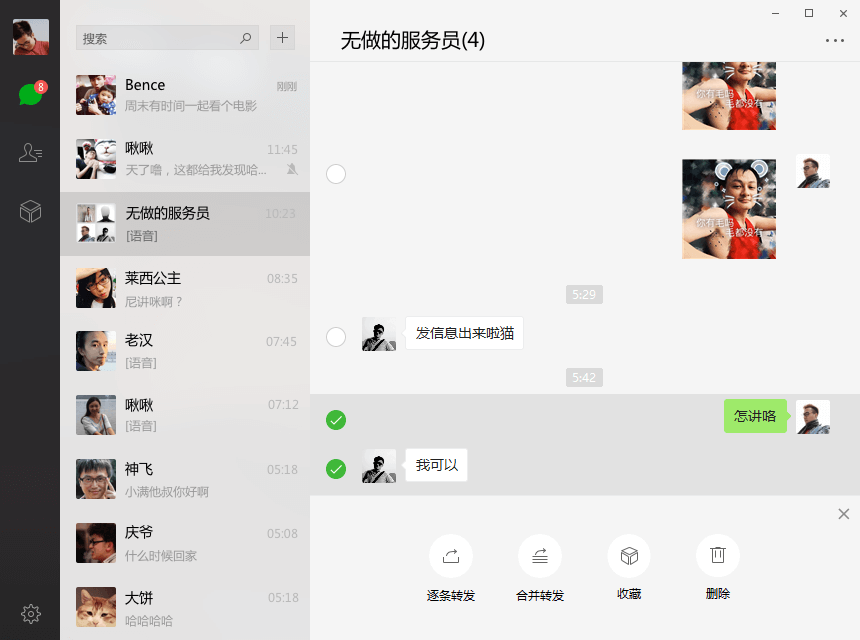 8
搜索
Bence
刚刚
周末有时间一起看个电影
啾啾
11:45
天了噜，这都给我发现哈...
无做的服务员
10:23
[语音]
莱西公主
08:35
尼讲咪啊？
老汉
07:45
[语音]
啾啾
07:12
[语音]
神飞
05:18
小满他叔你好啊
庆爷
05:08
什么时候回家
大饼
05:18
哈哈哈哈
无做的服务员(4)
你有毛吗
毛都没有
你有毛吗
毛都没有
5:29
发信息出来啦猫
5:42
怎讲咯
我可以
逐条转发
合并转发
收藏
删除